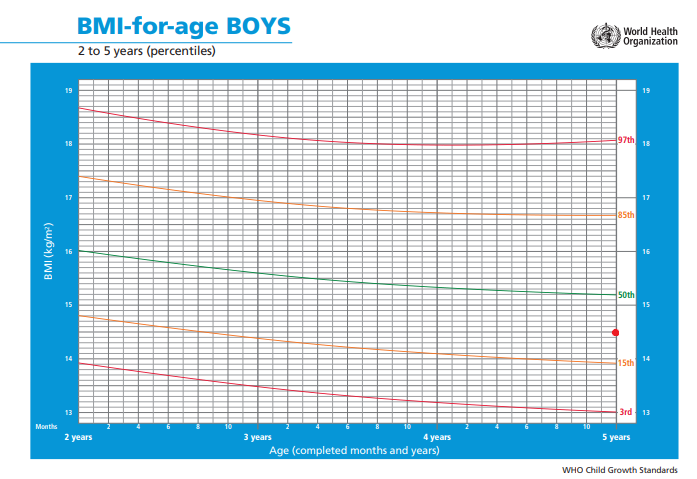 BMI-for-age BOYS
2 to 5 years (percentiles)
World Health
Organization
19 19
97th
18 18
17 17
85th
BMI (kg/m²)
16 16
50th
15 15
14 14
15th
13 3rd 13
Months 2 4 6 8 10 2 4 6 8 10 2 4 6 8 10
2 years 3 years 4 years 5 years
Age (completed months and years)
WHO Child Growth Standards